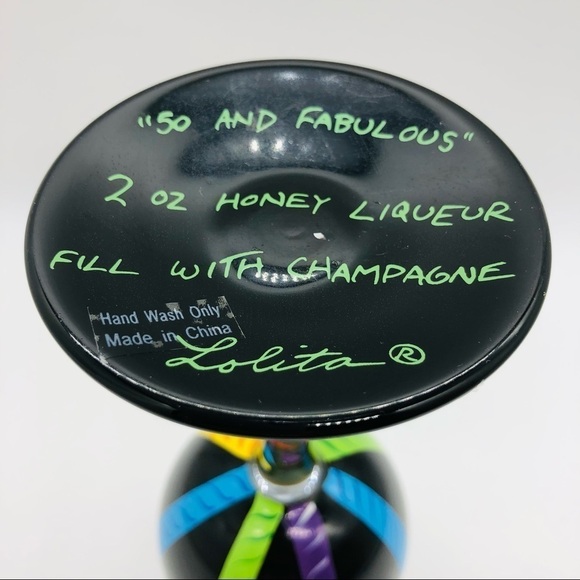 "50 AND FABULOUS"
2 OZ HONEY LIQUEUR
FILL WITH CHAMPAGNE
Hand Wash Only
Made in China
Lolita ®